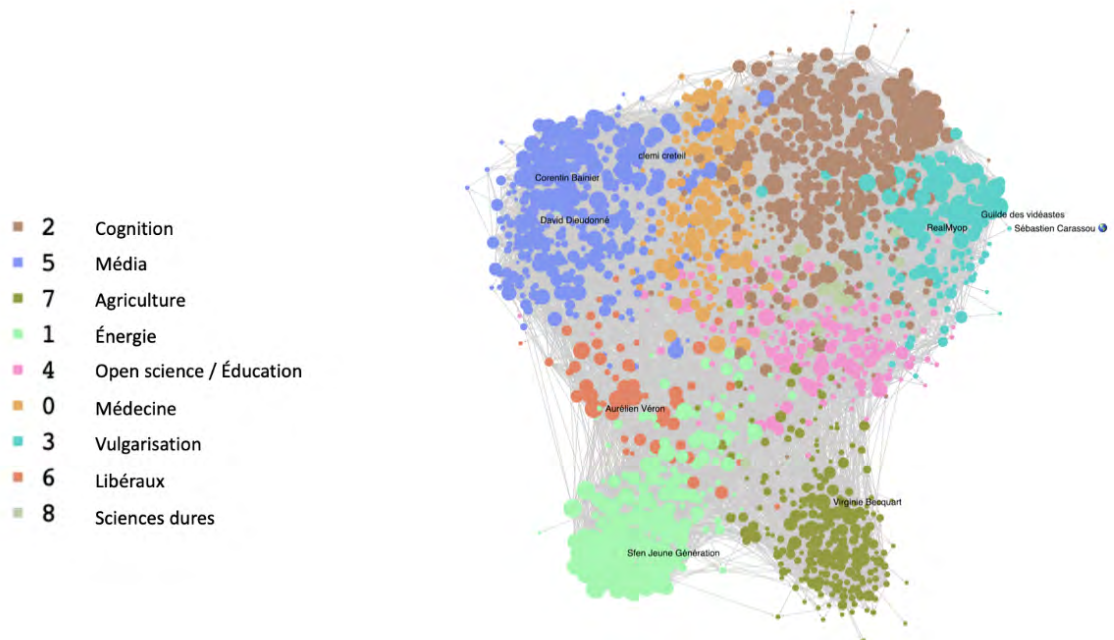 2 Cognition
5 Média
7 Agriculture
1 Énergie
4 Open science / Éducation
0 Médecine
3 Vulgarisation
6 Libéraux
8 Sciences dures
clemi creteil
Corentin Bainier
David Dieudonné
Guilde des vidéastes
RealMyop
Sébastien Carassou
Aurélien Véron
Virginie Becquart
Sfen Jeune Génération